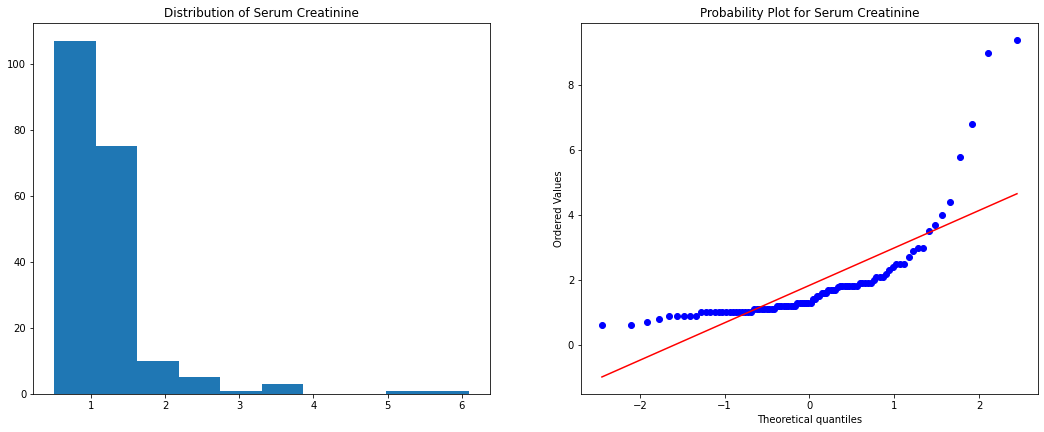 Distribution of Serum Creatinine
100
80
60
40
20
0
1 2 3 4 5 6
Probability Plot for Serum Creatinine
Ordered Values
8
6
4
2
0
−2 −1 0 1 2
Theoretical quantiles